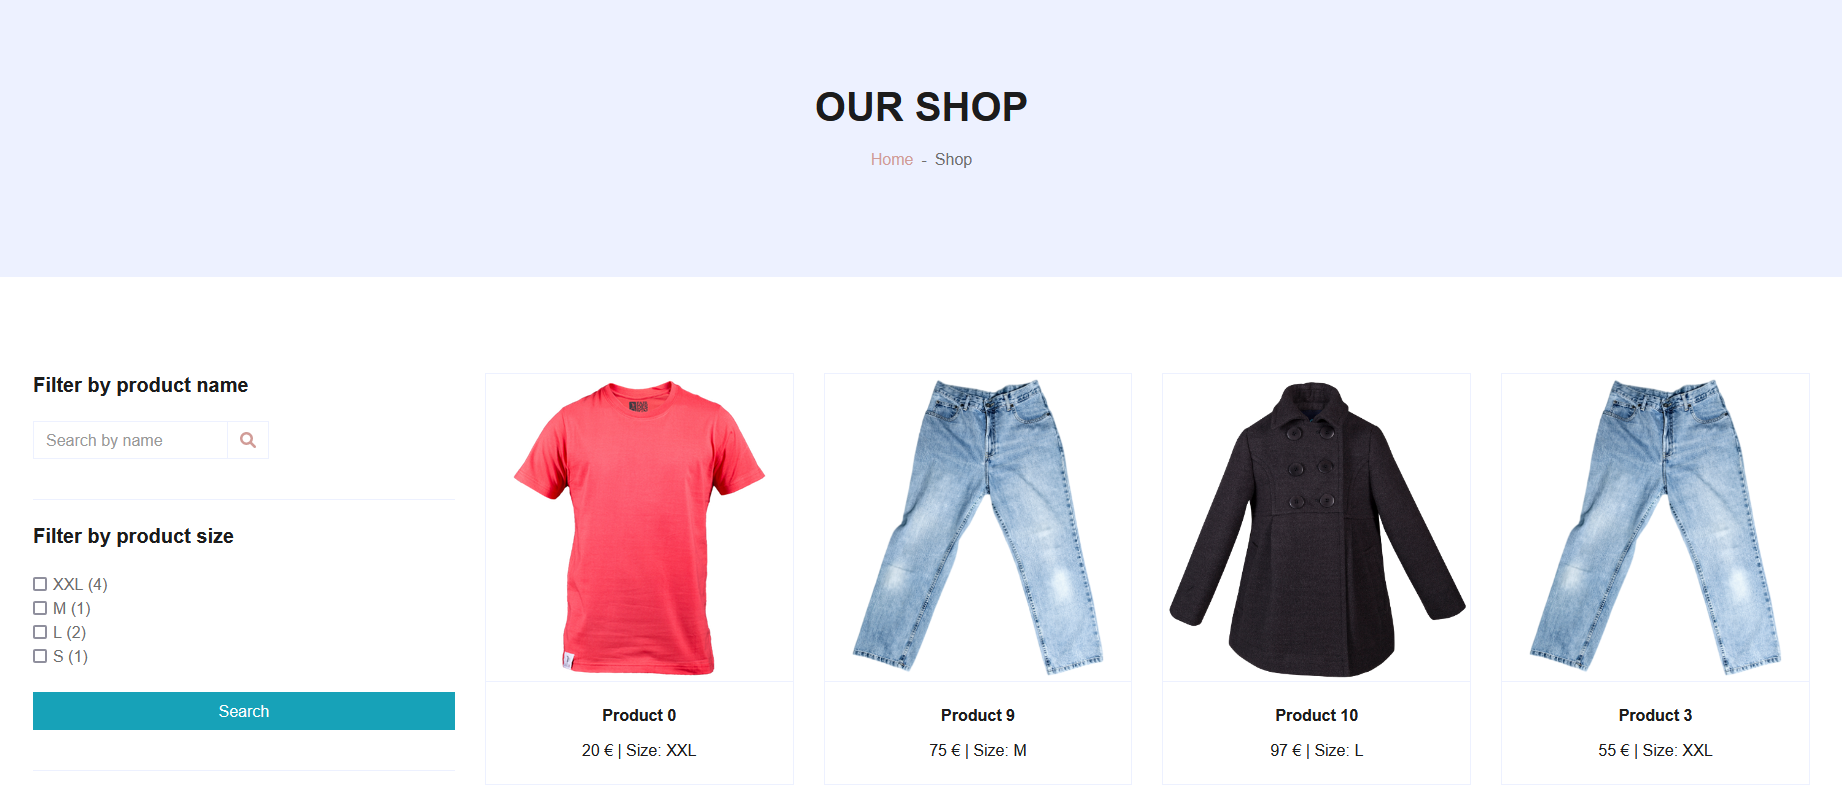 OUR SHOP
Home - Shop
Filter by product name
Search by name
Filter by product size
XXL (4)
M (1)
L (2)
S (1)
Search
Product 0
20 € | Size: XXL
Product 9
75 € | Size: M
Product 10
97 € | Size: L
Product 3
55 € | Size: XXL